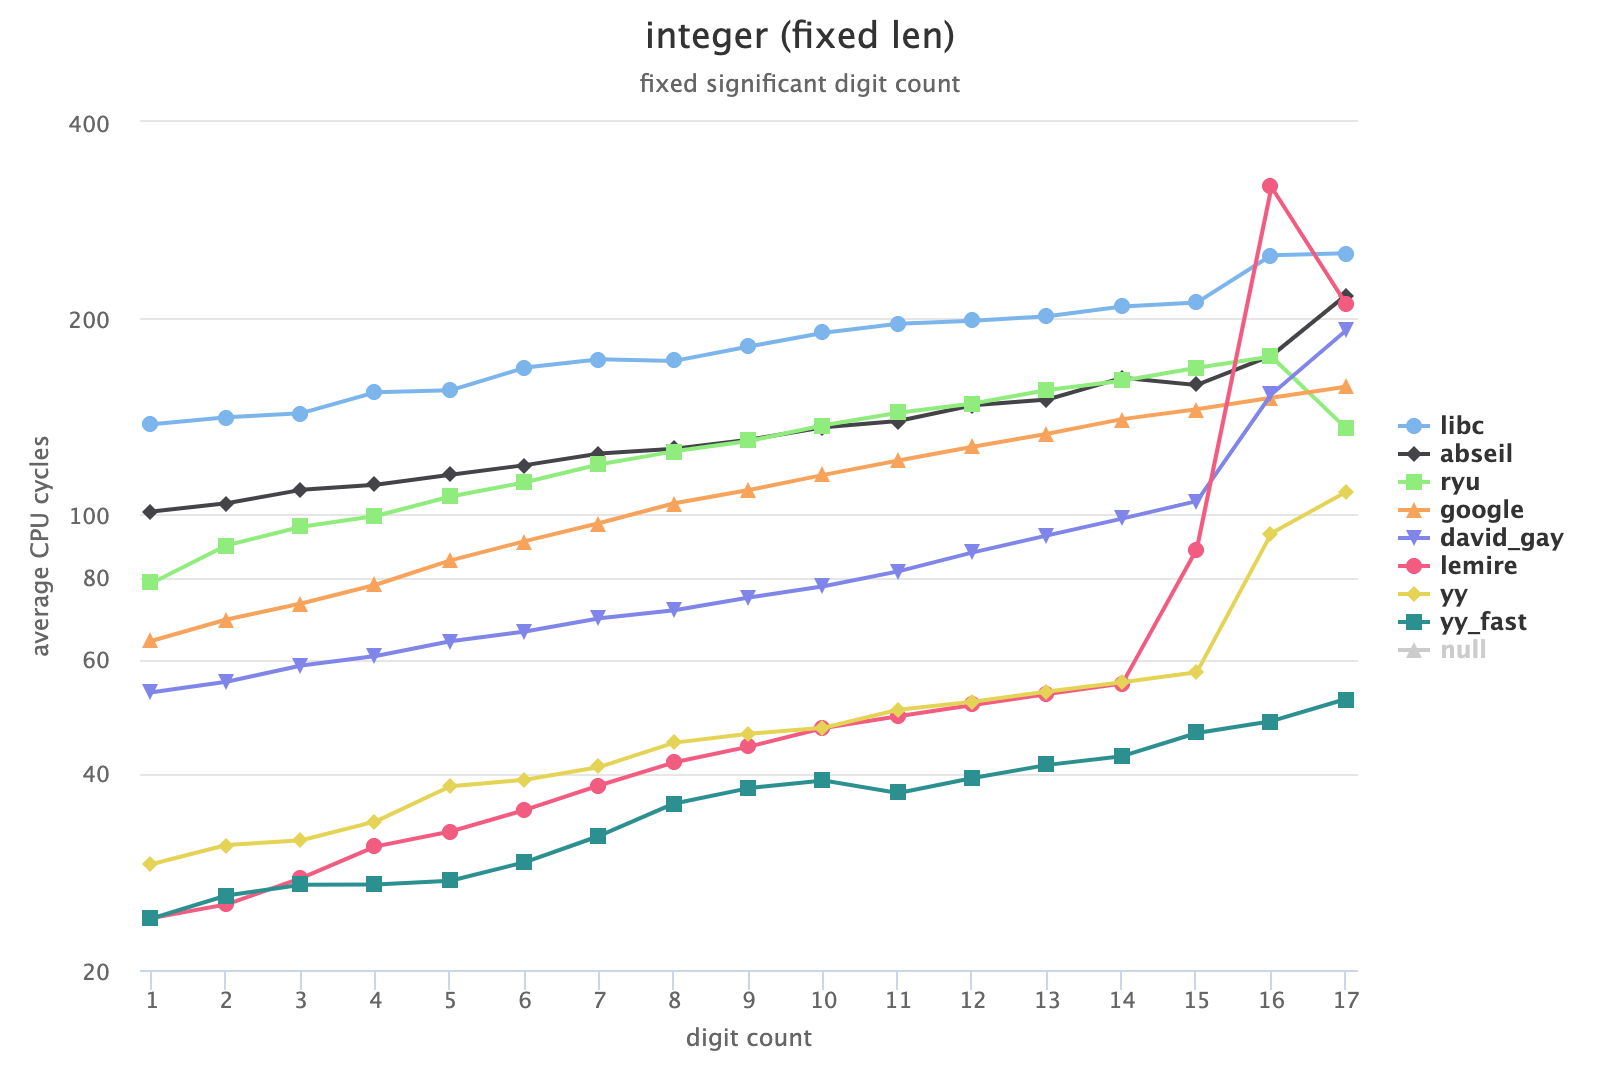 integer (fixed len)
fixed significant digit count
average CPU cycles
400
200
100
80
60
40
20
1 2 3 4 5 6 7 8 9 10 11 12 13 14 15 16 17
digit count
libc
abseil
ryu
google
david_gay
lemire
yy
yy_fast
null